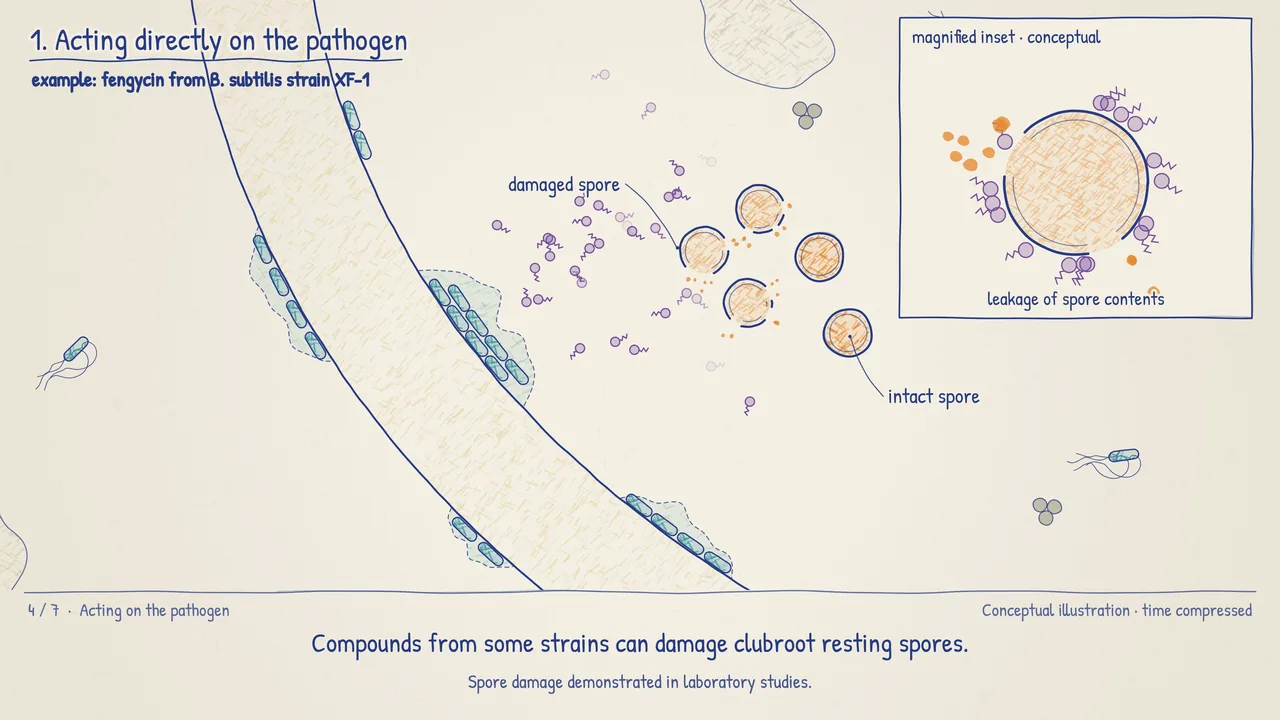 1. Acting directly on the pathogen
example: fengycin from B. subtilis strain XF-1
magnified inset · conceptual
damaged spore
leakage of spore contents
intact spore
4 / 7 · Acting on the pathogen
Conceptual illustration · time compressed
Compounds from some strains can damage clubroot resting spores.
Spore damage demonstrated in laboratory studies.